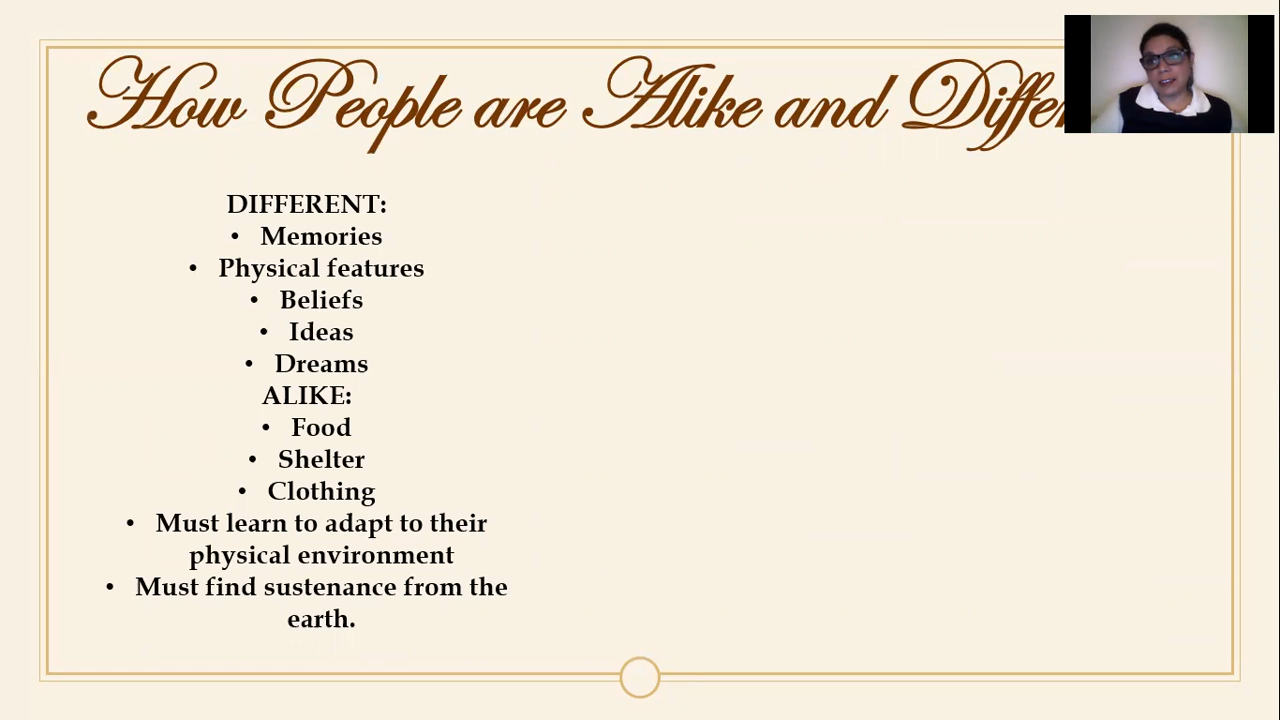 How People are Alike and
DIFFERENT:
• Memories
• Physical features
• Beliefs
• Ideas
• Dreams
ALIKE:
• Food
• Shelter
• Clothing
• Must learn to adapt to their
physical environment
• Must find sustenance from the
earth.